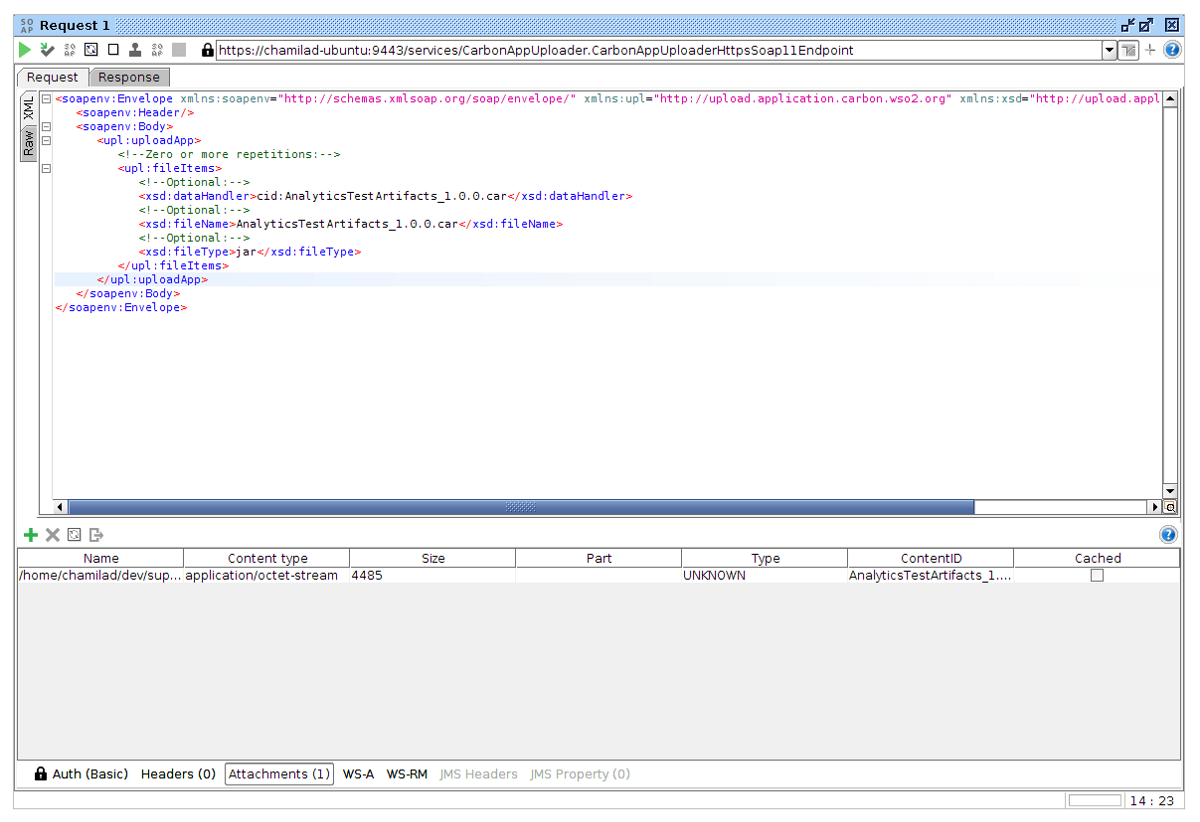 SO AP Request 1
https://chamilad-ubuntu:9443/services/CarbonAppUploader.CarbonAppUploaderHttpsSoap11Endpoint
Request Response
XML
Raw
<soapenv:Envelope xmlns:soapenv="http://schemas.xmlsoap.org/soap/envelope/" xmlns:upl="http://upload.application.carbon.wso2.org" xmlns:xsd="http://upload.appl
<soapenv:Header/>
<soapenv:Body>
<upl:uploadApp>
<!--Zero or more repetitions:-->
<upl:fileItems>
<!--Optional:-->
<xsd:dataHandler>cid:AnalyticsTestArtifacts_1.0.0.car</xsd:dataHandler>
<!--Optional:-->
<xsd:fileName>AnalyticsTestArtifacts_1.0.0.car</xsd:fileName>
<!--Optional:-->
<xsd:fileType>jar</xsd:fileType>
</upl:fileItems>
</upl:uploadApp>
</soapenv:Body>
</soapenv:Envelope>
Name Content type Size Part Type ContentID Cached
/home/chamilad/dev/sup... application/octet-stream 4485 UNKNOWN AnalyticsTestArtifacts_1....
Auth (Basic) Headers (0) Attachments (1) WS-A WS-RM JMS Headers JMS Property (0)
14 : 23